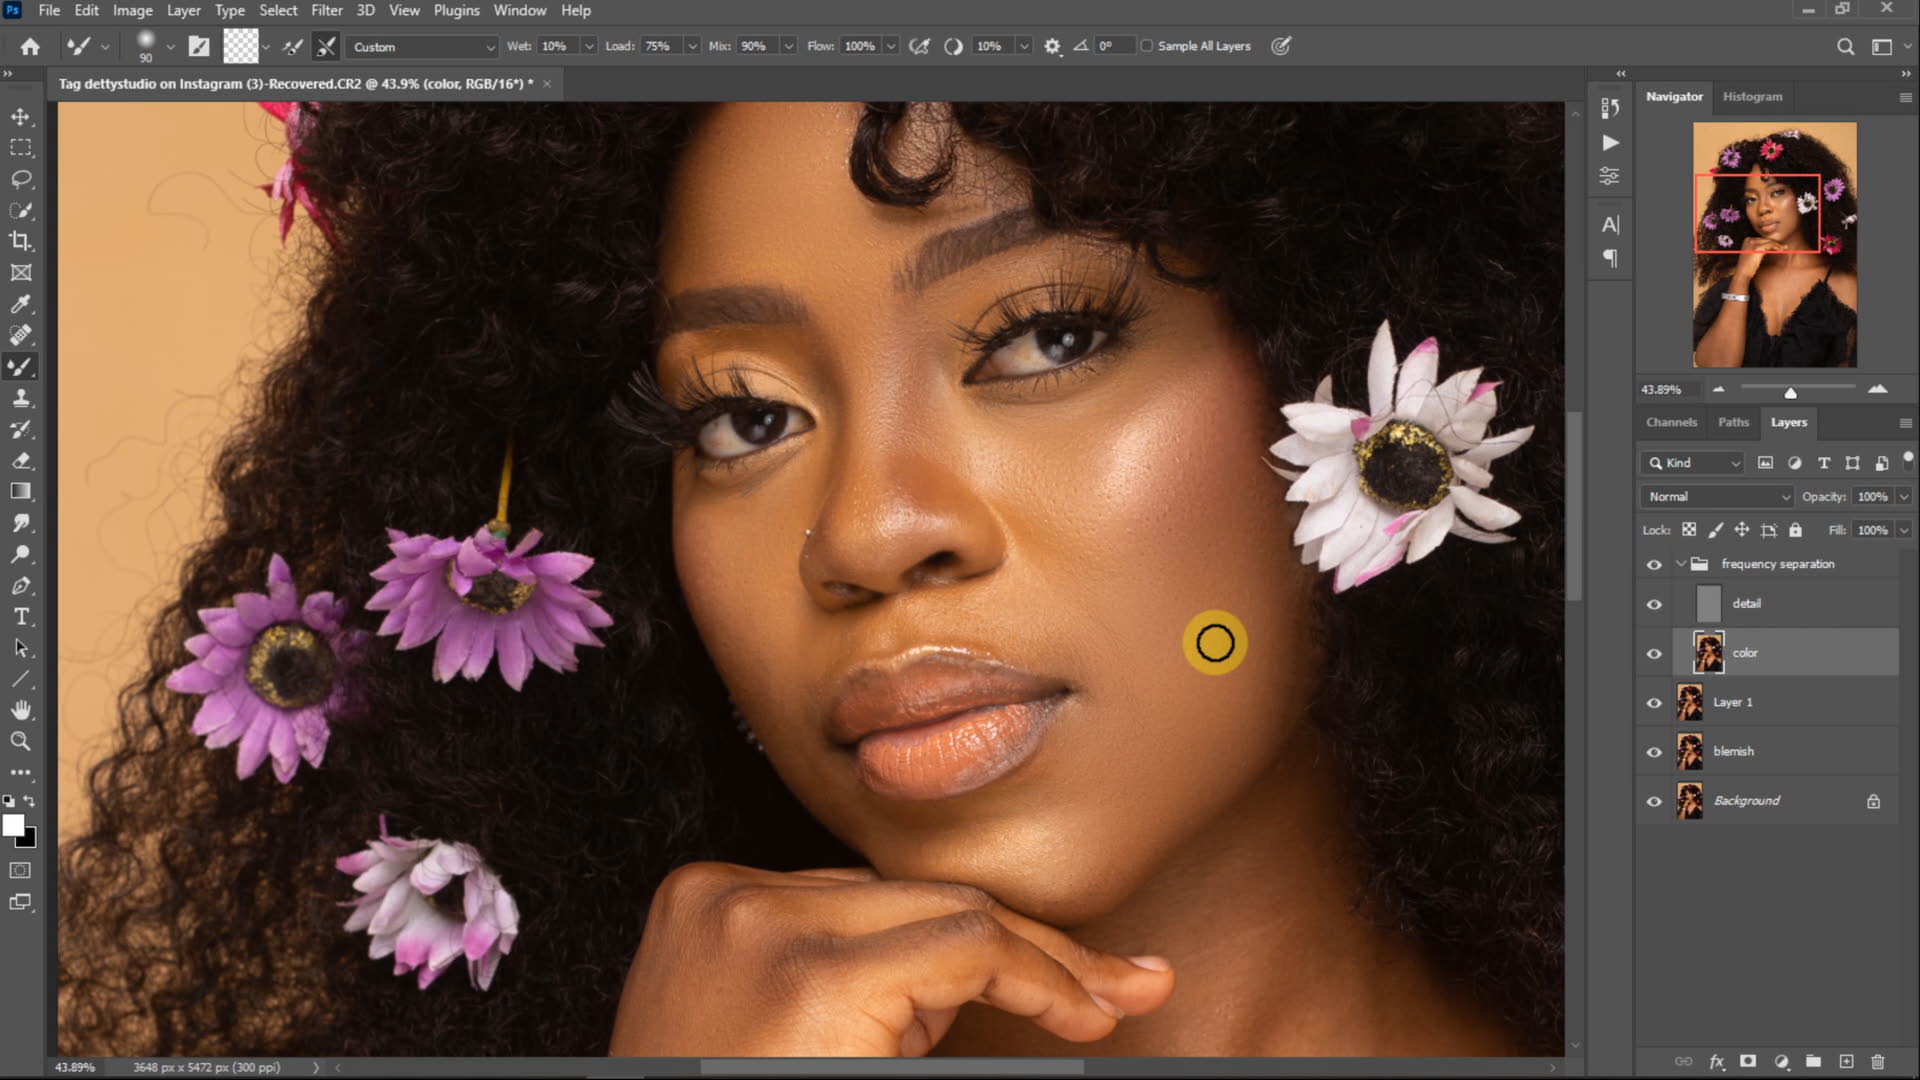 Ps File Edit Image Layer Type Select Filter 3D View Plugins Window Help
90 Custom Wet: 10% Load: 75% Mix: 90% Flow: 100% 10% 0° Sample All Layers
Tag dettystudio on Instagram (3)-Recovered.CR2 @ 43.9% (color, RGB/16*) *
Navigator Histogram
43.89%
Channels Paths Layers
Kind
Normal Opacity: 100%
Lock: Fill: 100%
frequency separation
detail
color
Layer 1
blemish
Background
43.89% 3648 px x 5472 px (300 ppi)